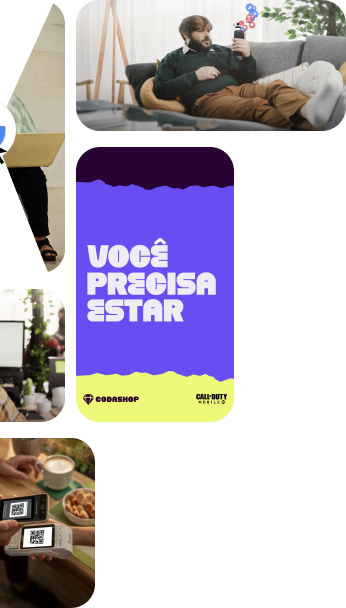 VOCÊ
PRECISA
ESTAR
CODASHOP
CALL OF DUTY
MOBILE